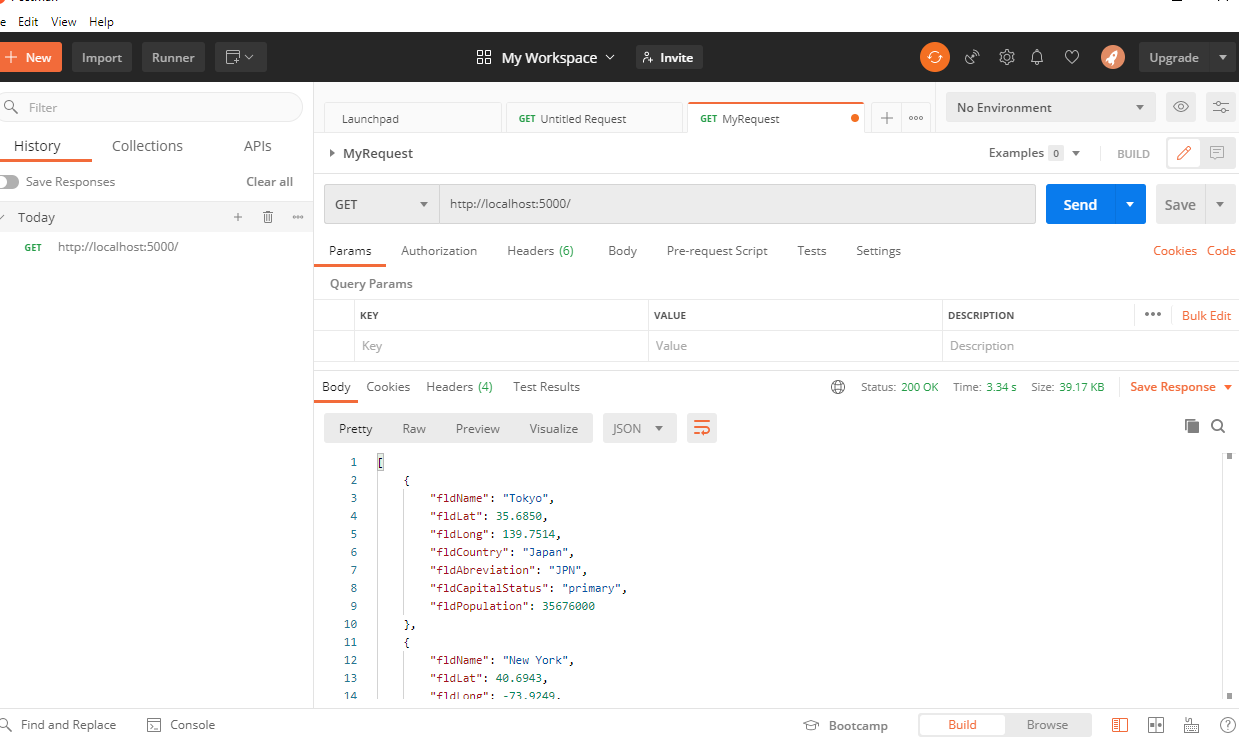 Edit View Help
New Import Runner My Workspace Invite Upgrade
Filter
Launchpad GET Untitled Request GET MyRequest No Environment
History Collections APIs
MyRequest Examples 0 BUILD
Save Responses Clear all
GET http://localhost:5000/ Send Save
Today
GET http://localhost:5000/
Params Authorization Headers (6) Body Pre-request Script Tests Settings Cookies Code
Query Params
KEY VALUE DESCRIPTION Bulk Edit
Key Value Description
Body Cookies Headers (4) Test Results Status: 200 OK Time: 3.34 s Size: 39.17 KB Save Response
Pretty Raw Preview Visualize JSON
1 [
2 {
3 "fldName": "Tokyo",
4 "fldLat": 35.6850,
5 "fldLong": 139.7514,
6 "fldCountry": "Japan",
7 "fldAbreviation": "JPN",
8 "fldCapitalStatus": "primary",
9 "fldPopulation": 35676000
10 },
11 {
12 "fldName": "New York",
13 "fldLat": 40.6943,
14 "fldLong": -73.9249,
Find and Replace Console Bootcamp Build Browse